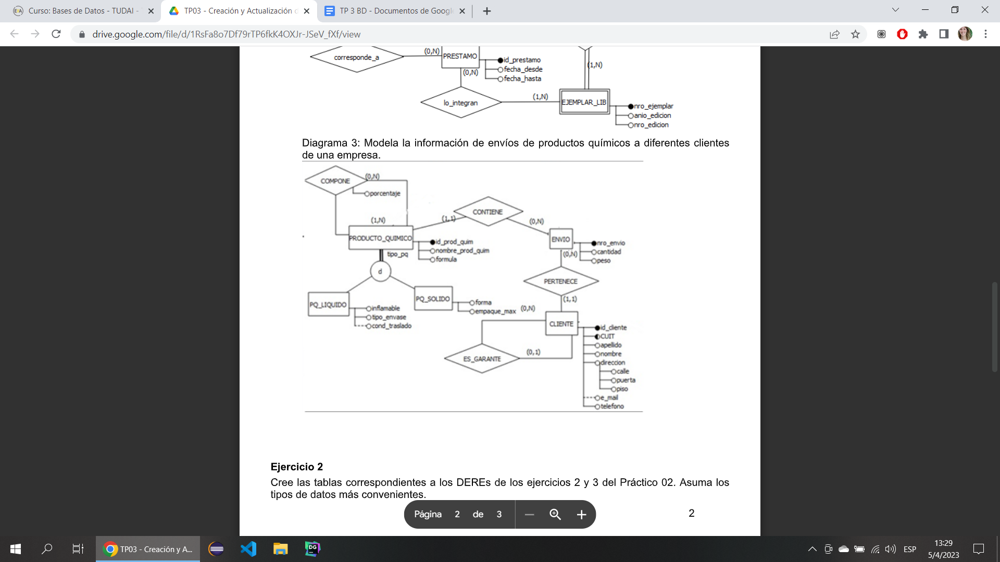 Curso: Bases de Datos - TUDAI -
TP03 - Creación y Actualización d
TP 3 BD - Documentos de Google
drive.google.com/file/d/1RsFa8o7Df79rTP6fkK4OXJr-JSeV_fXf/view
corresponde_a
(0,N)
PRESTAMO
id_prestamo
fecha_desde
fecha_hasta
(0,N)
(1,N)
lo_integran
(1,N)
EJEMPLAR_LIB
nro_ejemplar
anio_edicion
nro_edicion
Diagrama 3: Modela la información de envíos de productos químicos a diferentes clientes
de una empresa.
COMPONE
(0,N)
porcentaje
(1,N)
(1,1)
CONTIENE
(0,N)
PRODUCTO_QUIMICO
id_prod_quim
nombre_prod_quim
formula
tipo_pq
d
ENVIO
nro_envio
cantidad
peso
(0,N)
PERTENECE
(1,1)
PQ_LIQUIDO
inflamable
tipo_envase
cond_traslado
PQ_SOLIDO
forma
empaque_max
(0,N)
CLIENTE
id_cliente
CUIT
apellido
nombre
direccion
calle
puerta
piso
e_mail
telefono
ES_GARANTE
(0,1)
Ejercicio 2
Cree las tablas correspondientes a los DEREs de los ejercicios 2 y 3 del Práctico 02. Asuma los
tipos de datos más convenientes.
Página 2 de 3
2
TP03 - Creación y A...
DG
ESP
13:29
5/4/2023